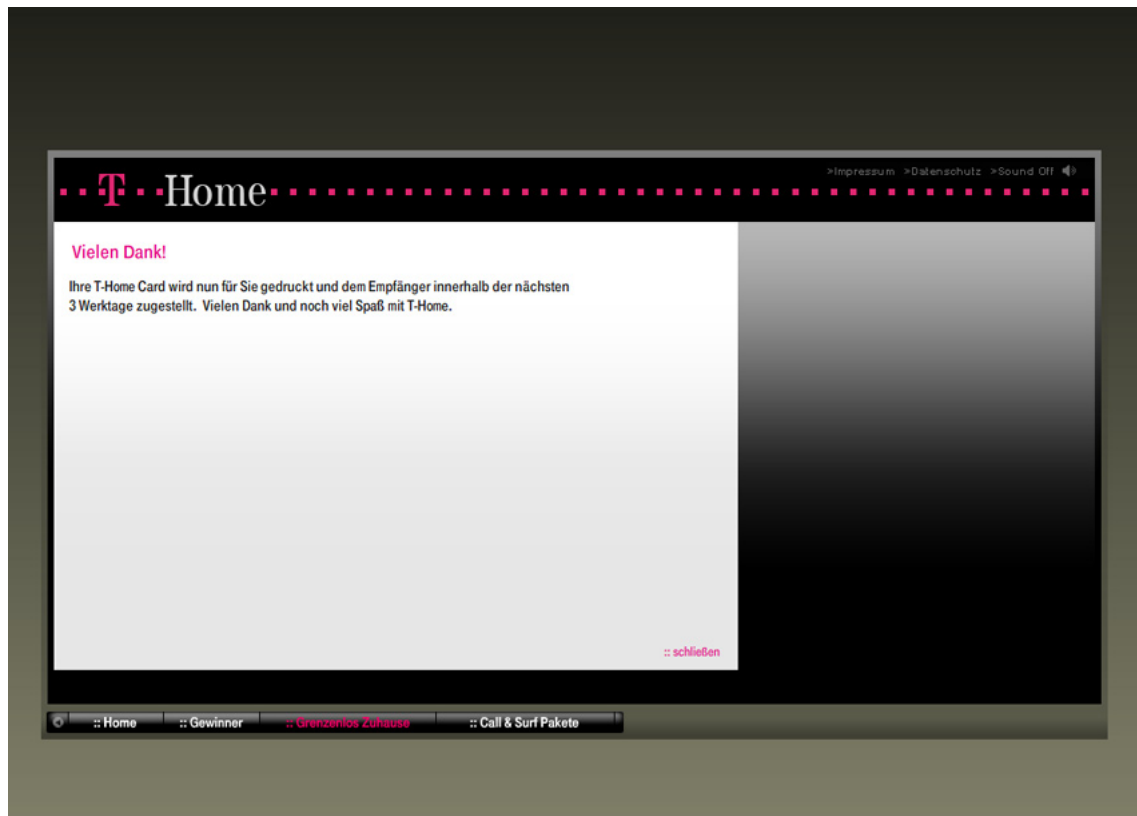 >Impressum >Datenschutz >Sound Off
T Home
Vielen Dank!
Ihre T-Home Card wird nun für Sie gedruckt und dem Empfänger innerhalb der nächsten
3 Werktage zugestellt. Vielen Dank und noch viel Spaß mit T-Home.
:: schließen
:: Home :: Gewinner :: Grenzenlos Zuhause :: Call & Surf Pakete